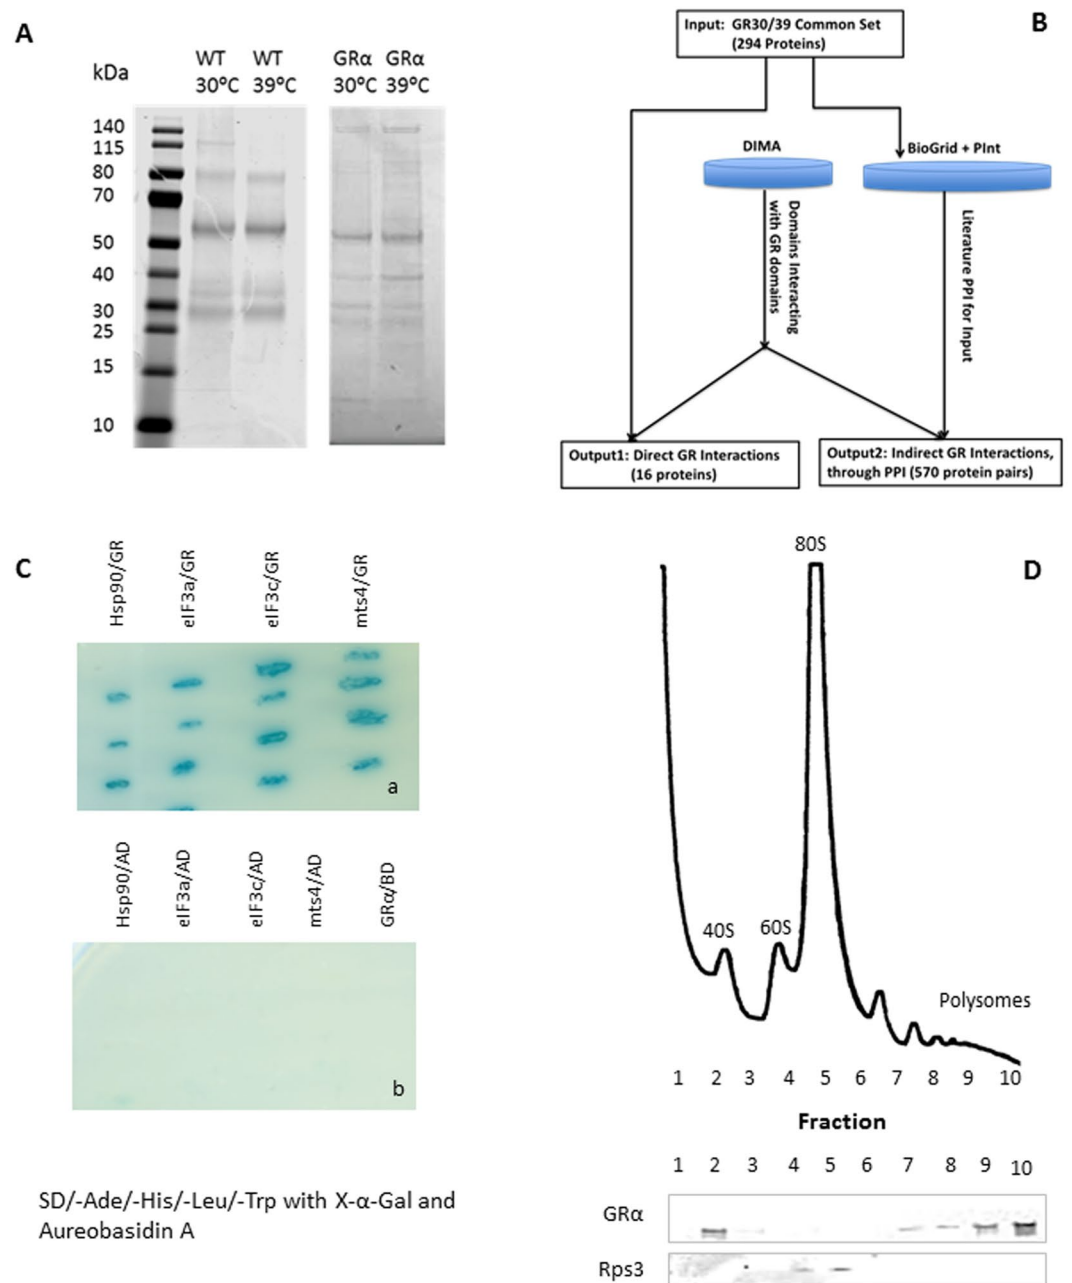 A
kDa
WT WT GRα GRα
30ºC 39ºC 30ºC 39ºC
140
115
80
70
50
40
30
25
15
10
B
Input: GR30/39 Common Set
(294 Proteins)
DIMA
BioGrid + PInt
Domains Interacting
with GR domains
Literature PPI for Input
Output1: Direct GR Interactions
(16 proteins)
Output2: Indirect GR Interactions,
through PPI (570 protein pairs)
C
Hsp90/GR
eIF3a/GR
eIF3c/GR
mts4/GR
a
Hsp90/AD
eIF3a/AD
eIF3c/AD
mts4/AD
GRα/BD
b
SD/-Ade/-His/-Leu/-Trp with X-α-Gal and
Aureobasidin A
D
80S
40S
60S
Polysomes
1 2 3 4 5 6 7 8 9 10
Fraction
1 2 3 4 5 6 7 8 9 10
GRα
Rps3